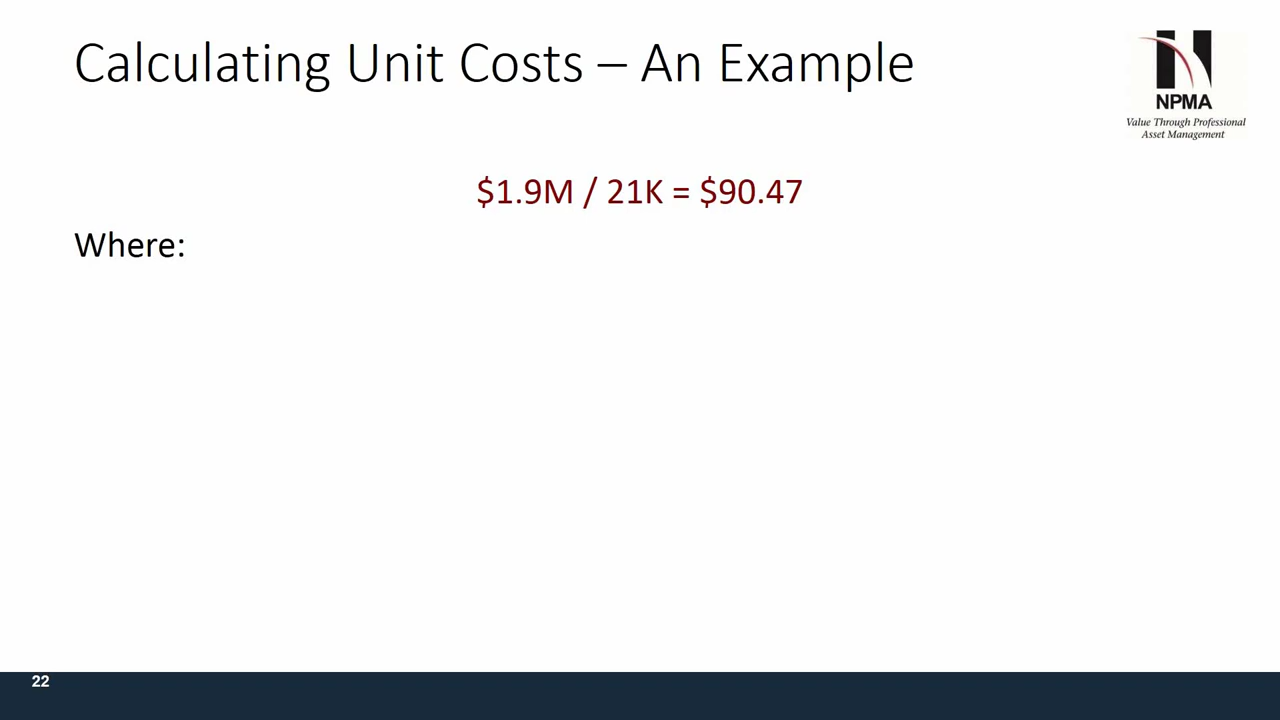 Calculating Unit Costs – An Example
NPMA
Value Through Professional
Asset Management
$1.9M / 21K = $90.47
Where:
22